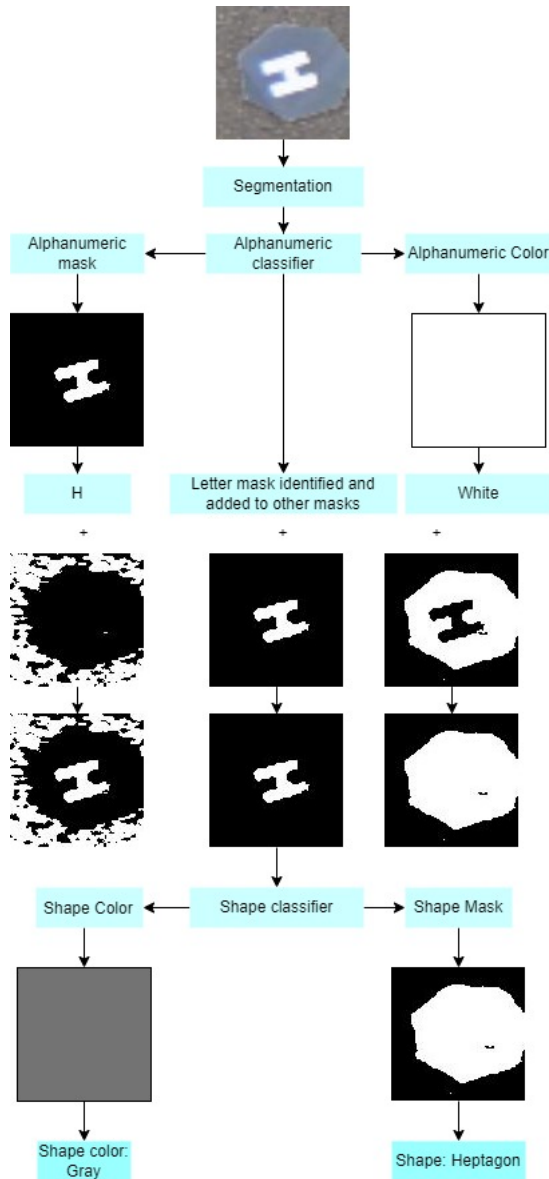 H
Segmentation
Alphanumeric
mask
Alphanumeric
classifier
Alphanumeric Color
H
H
Letter mask identified and
added to other masks
White
+
+
+
H
H
H
H
Shape Color
Shape classifier
Shape Mask
Shape color:
Gray
Shape: Heptagon